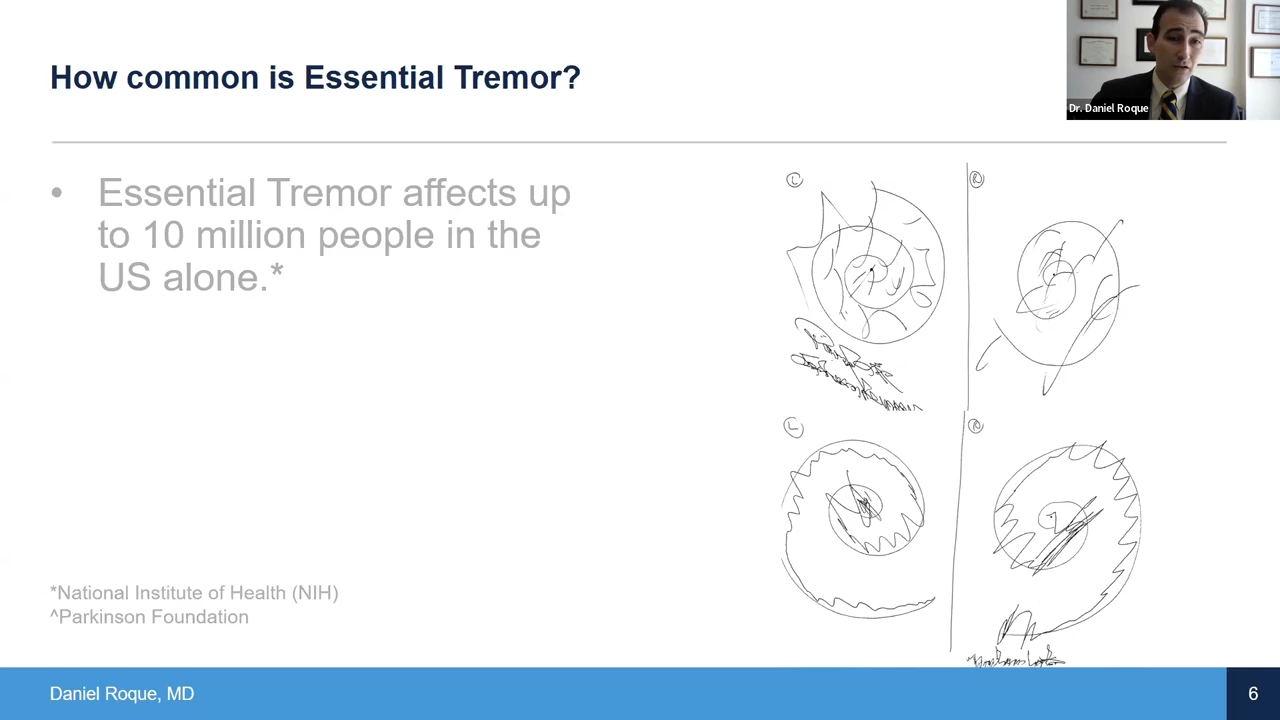 How common is Essential Tremor?
Dr. Daniel Roque
• Essential Tremor affects up
to 10 million people in the
US alone.*
L
R
L
R
*National Institute of Health (NIH)
^Parkinson Foundation
Daniel Roque, MD
6